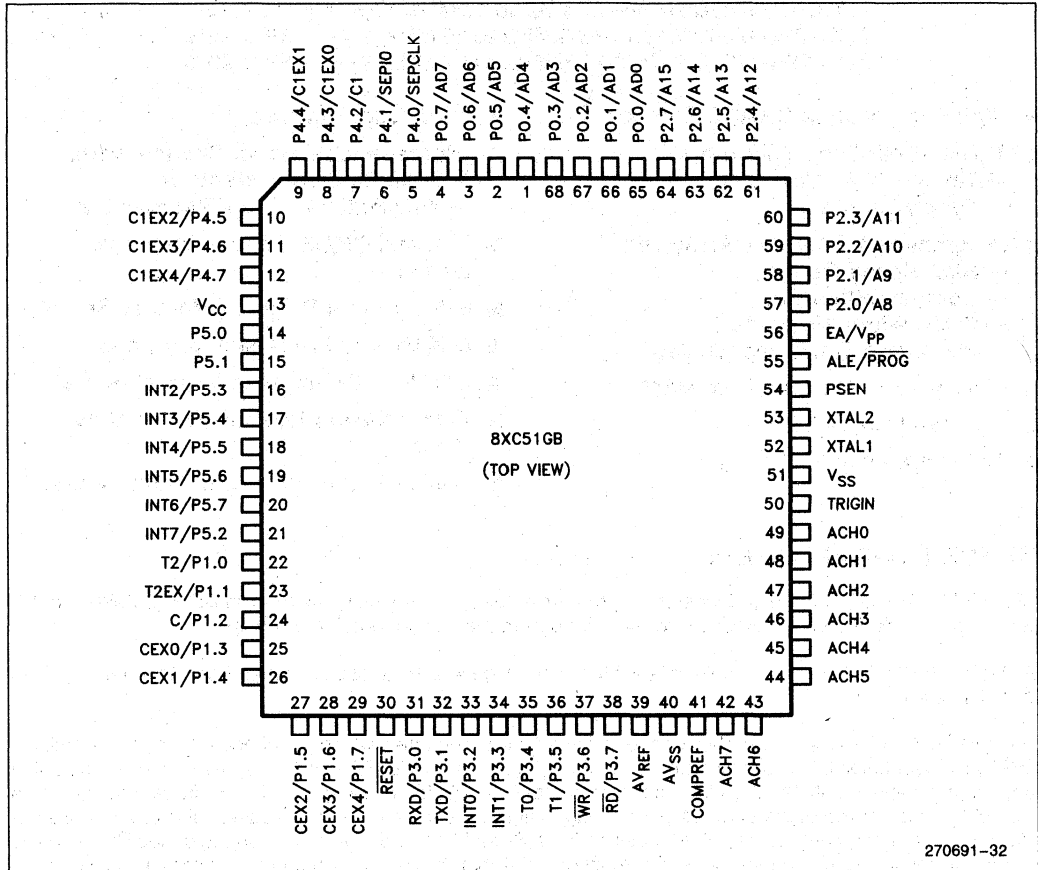 P4.4/C1EX1
P4.3/C1EX0
P4.2/C1
P4.1/SEPIO
P4.0/SEPCLK
P0.7/AD7
P0.6/AD6
P0.5/AD5
P0.4/AD4
P0.3/AD3
P0.2/AD2
P0.1/AD1
P0.0/AD0
P2.7/A15
P2.6/A14
P2.5/A13
P2.4/A12
9 8 7 6 5 4 3 2 1 68 67 66 65 64 63 62 61
C1EX2/P4.5 10
C1EX3/P4.6 11
C1EX4/P4.7 12
VCC 13
P5.0 14
P5.1 15
INT2/P5.3 16
INT3/P5.4 17
INT4/P5.5 18
INT5/P5.6 19
INT6/P5.7 20
INT7/P5.2 21
T2/P1.0 22
T2EX/P1.1 23
C/P1.2 24
CEX0/P1.3 25
CEX1/P1.4 26
8XC51GB
(TOP VIEW)
60 P2.3/A11
59 P2.2/A10
58 P2.1/A9
57 P2.0/A8
56 EA/VPP
55 ALE/PROG
54 PSEN
53 XTAL2
52 XTAL1
51 VSS
50 TRIGIN
49 ACH0
48 ACH1
47 ACH2
46 ACH3
45 ACH4
44 ACH5
27 28 29 30 31 32 33 34 35 36 37 38 39 40 41 42 43
CEX2/P1.5
CEX3/P1.6
CEX4/P1.7
RESET
RXD/P3.0
TXD/P3.1
INT0/P3.2
INT1/P3.3
T0/P3.4
T1/P3.5
WR/P3.6
RD/P3.7
AVREF
AVSS
COMPREF
ACH7
ACH6
270691-32